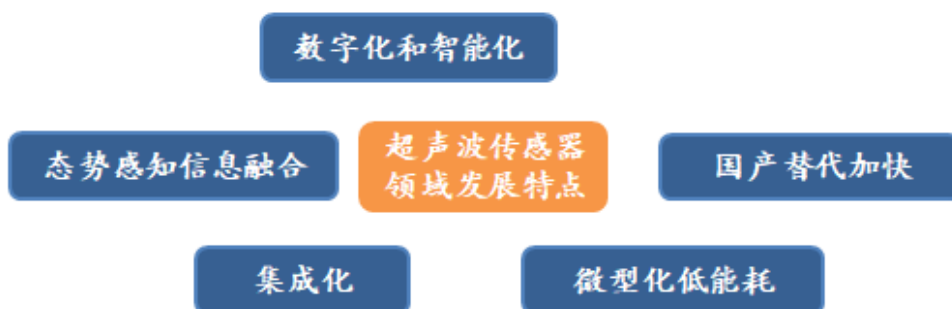 数字化和智能化
态势感知信息融合
超声波传感器
领域发展特点
国产替代加快
集成化
微型化低能耗